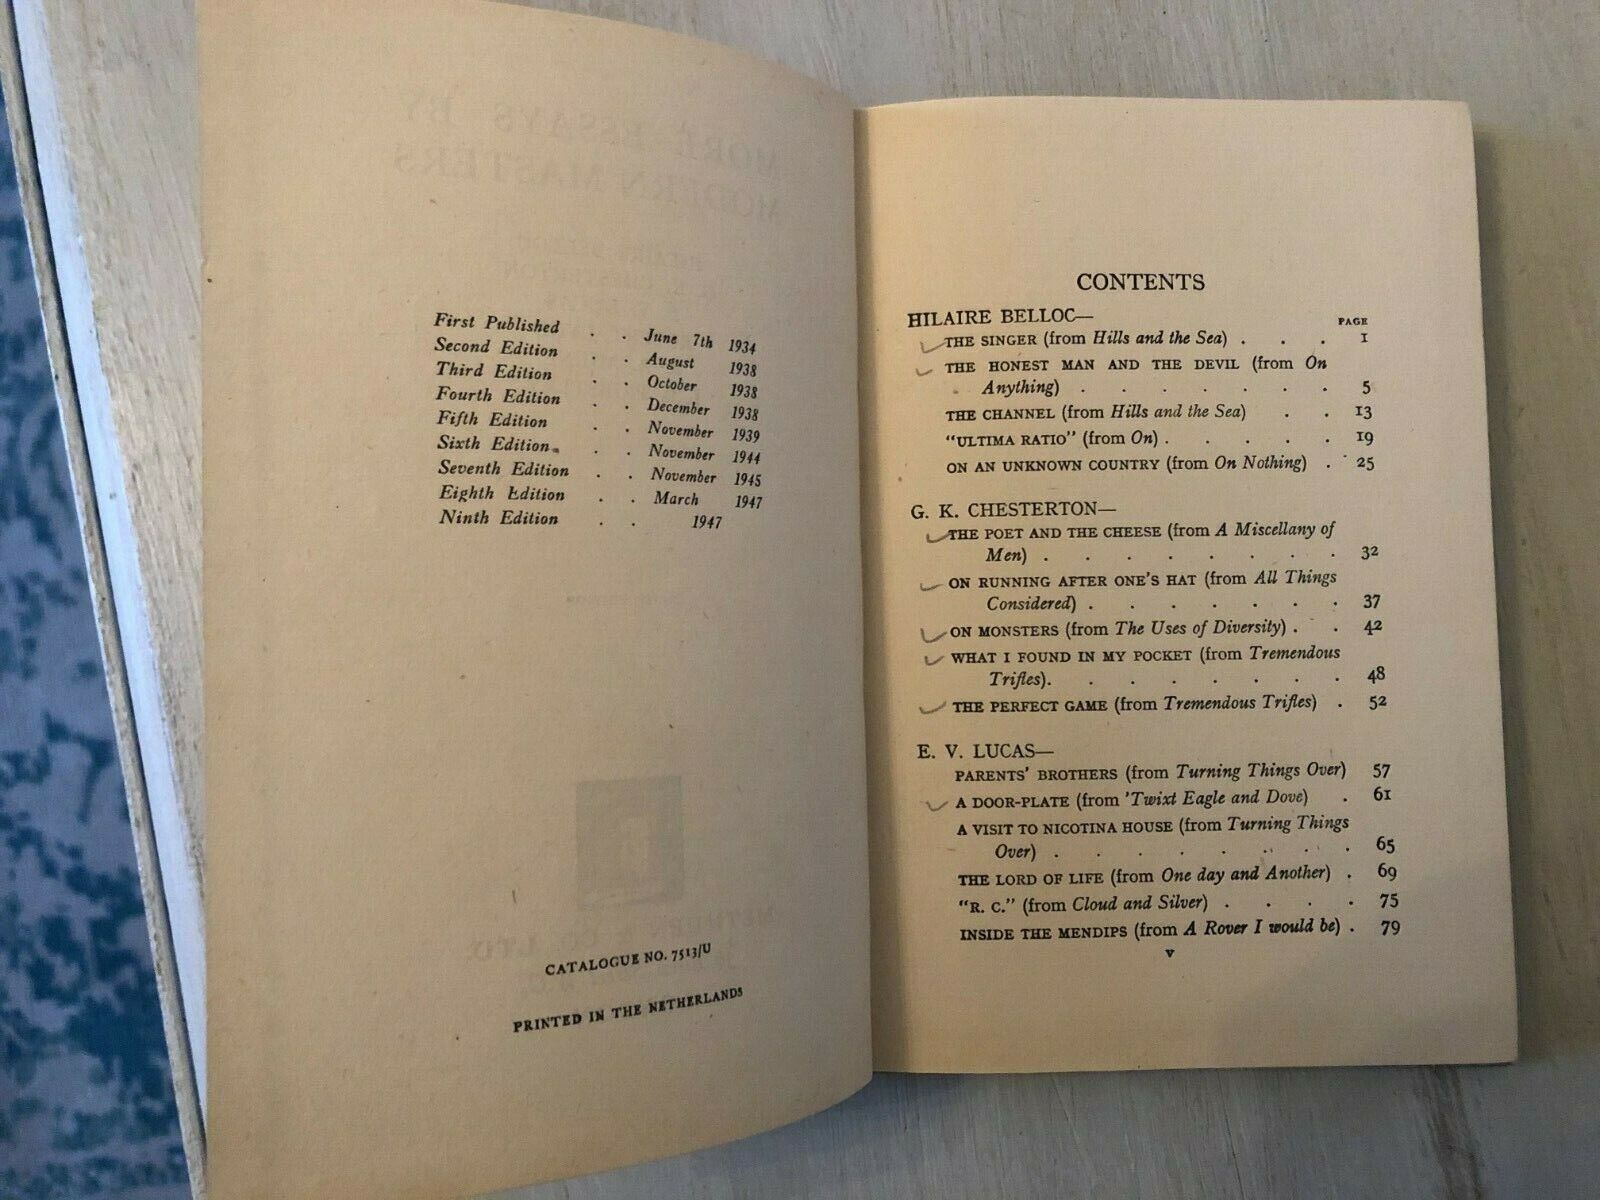 First Published . . June 7th 1934
Second Edition . . August 1938
Third Edition . . October 1938
Fourth Edition . . December 1938
Fifth Edition . . November 1939
Sixth Edition . . November 1944
Seventh Edition . . November 1945
Eighth Edition . . March 1947
Ninth Edition . . 1947
CATALOGUE NO. 7513/U
PRINTED IN THE NETHERLANDS
CONTENTS
HILAIRE BELLOC—
PAGE
THE SINGER (from Hills and the Sea) . . . 1
THE HONEST MAN AND THE DEVIL (from On
Anything) . . . . . . . 5
THE CHANNEL (from Hills and the Sea) . . 13
"ULTIMA RATIO" (from On) . . . . . 19
ON AN UNKNOWN COUNTRY (from On Nothing) . 25
G. K. CHESTERTON—
THE POET AND THE CHEESE (from A Miscellany of
Men) . . . . . . . . 32
ON RUNNING AFTER ONE'S HAT (from All Things
Considered) . . . . . . . 37
ON MONSTERS (from The Uses of Diversity) . . 42
WHAT I FOUND IN MY POCKET (from Tremendous
Trifles). . . . . . . . 48
THE PERFECT GAME (from Tremendous Trifles) . 52
E. V. LUCAS—
PARENTS' BROTHERS (from Turning Things Over) 57
A DOOR-PLATE (from 'Twixt Eagle and Dove) . 61
A VISIT TO NICOTINA HOUSE (from Turning Things
Over) . . . . . . . . 65
THE LORD OF LIFE (from One day and Another) . 69
"R. C." (from Cloud and Silver) . . . . 75
INSIDE THE MENDIPS (from A Rover I would be) . 79
v